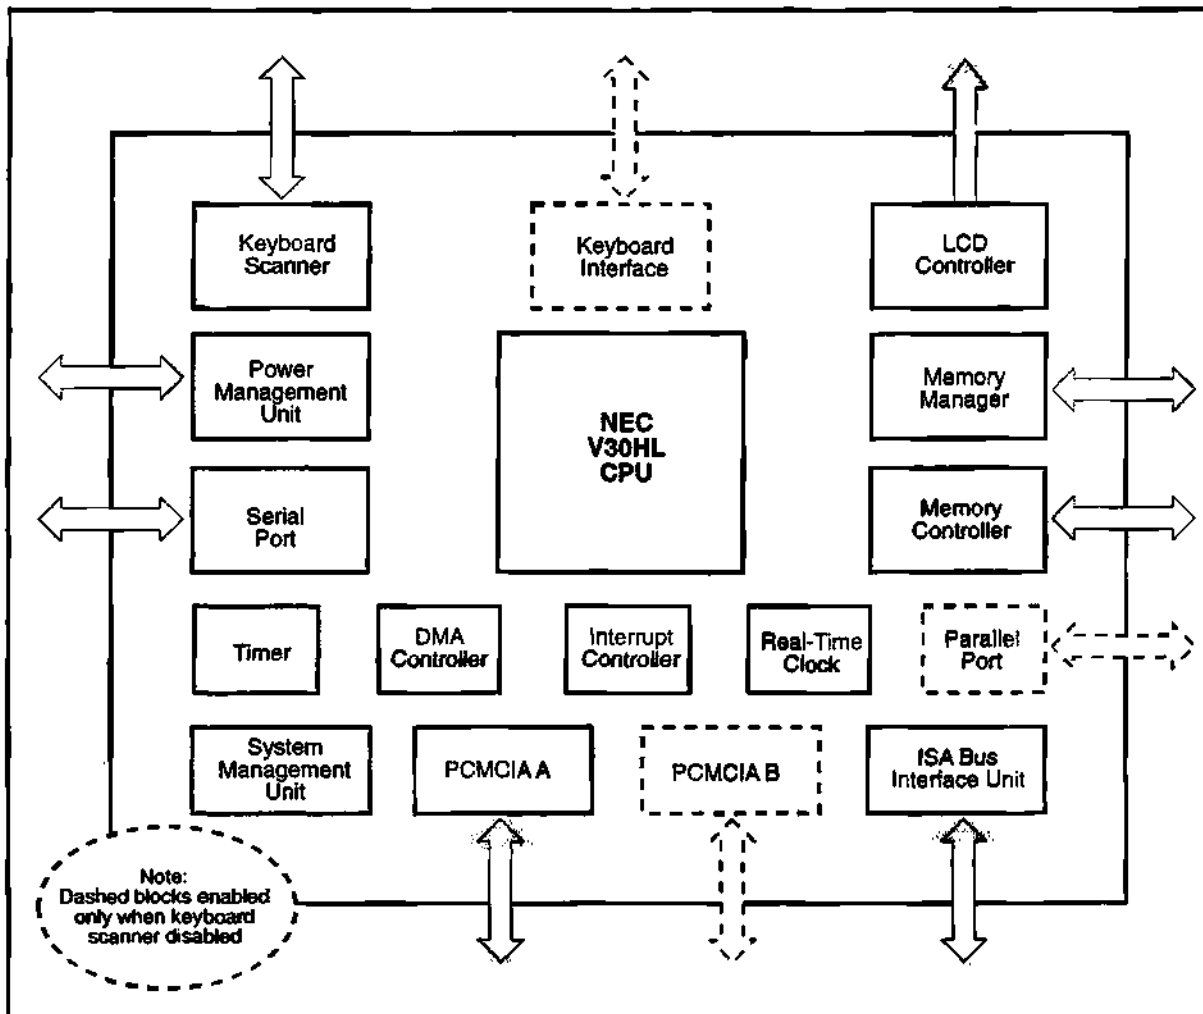 Keyboard
Scanner
Keyboard
Interface
LCD
Controller
Power
Management
Unit
NEC
V30HL
CPU
Memory
Manager
Serial
Port
Memory
Controller
Timer
DMA
Controller
Interrupt
Controller
Real-Time
Clock
Parallel
Port
System
Management
Unit
PCMCIA A
PCMCIA B
ISA Bus
Interface Unit
Note:
Dashed blocks enabled
only when keyboard
scanner disabled